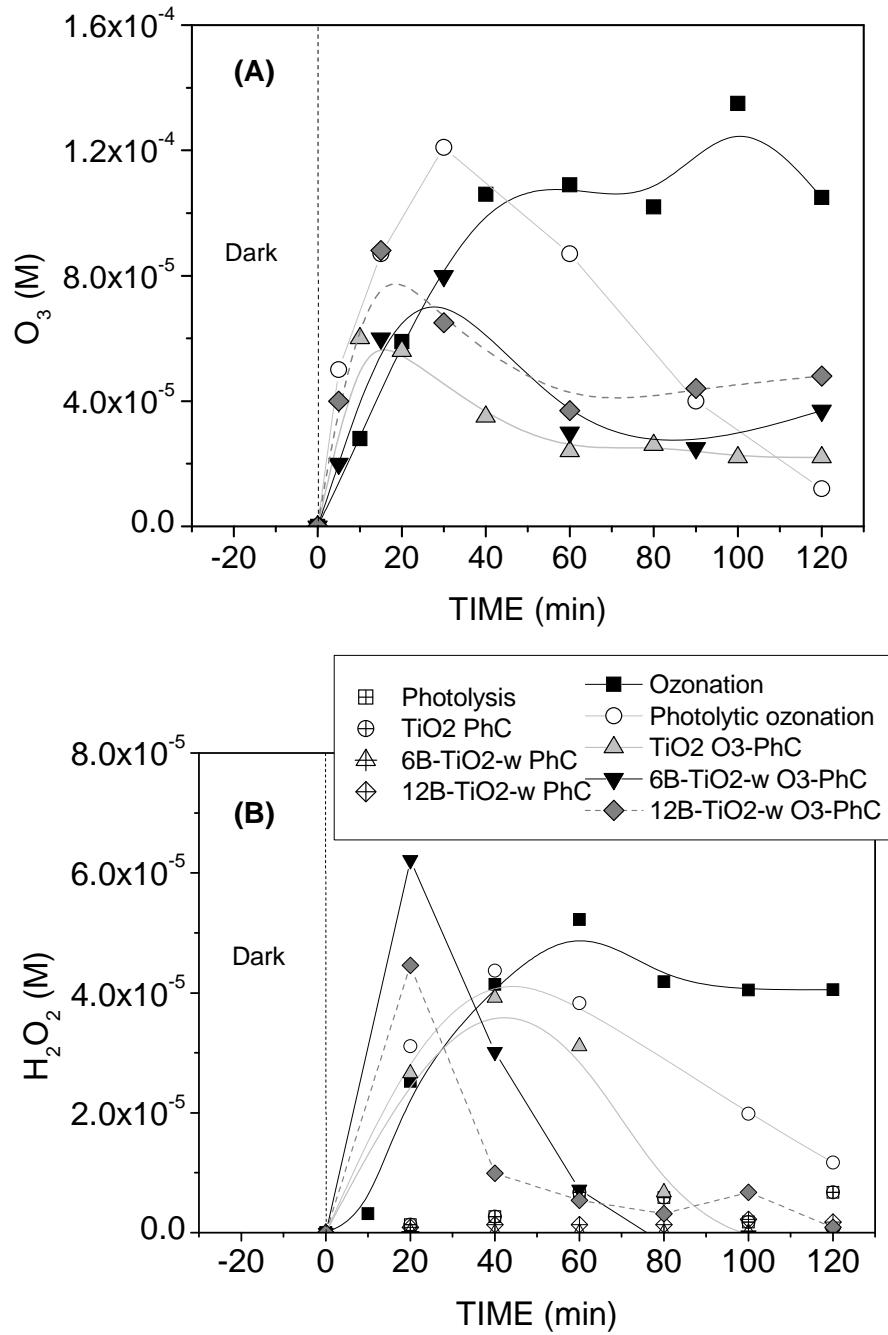 1.6x10⁻⁴
(A)
1.2x10⁻⁴
Dark
8.0x10⁻⁵
O₃ (M)
4.0x10⁻⁵
0.0
-20 0 20 40 60 80 100 120
TIME (min)
Photolysis
TiO2 PhC
6B-TiO2-w PhC
12B-TiO2-w PhC
Ozonation
Photolytic ozonation
TiO2 O3-PhC
6B-TiO2-w O3-PhC
12B-TiO2-w O3-PhC
8.0x10⁻⁵
(B)
6.0x10⁻⁵
Dark
4.0x10⁻⁵
H₂O₂ (M)
2.0x10⁻⁵
0.0
-20 0 20 40 60 80 100 120
TIME (min)